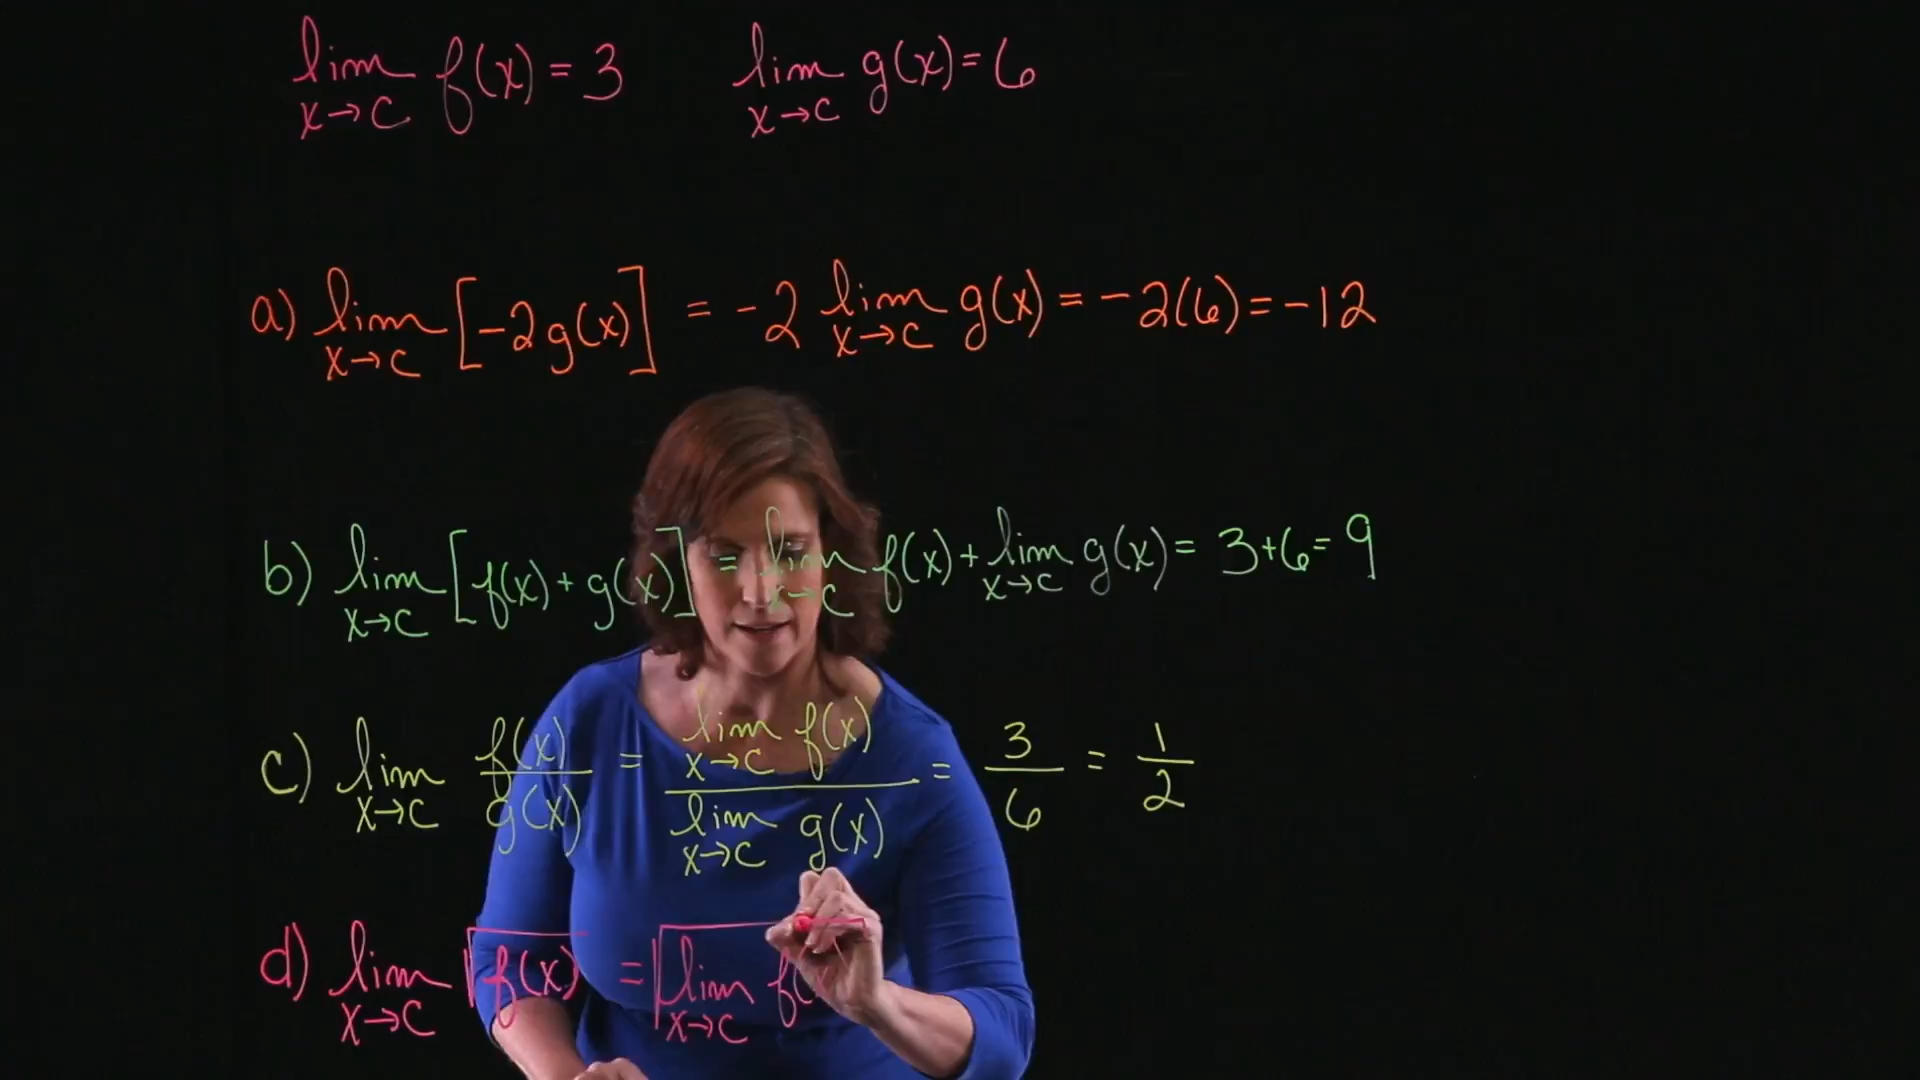 lim x→c f(x) = 3 lim x→c g(x) = 6
a) lim x→c [-2g(x)] = -2 lim x→c g(x) = -2(6) = -12
b) lim x→c [f(x) + g(x)] = lim x→c f(x) + lim x→c g(x) = 3+6 = 9
c) lim x→c f(x)/g(x) = lim x→c f(x) / lim x→c g(x) = 3/6 = 1/2
d) lim x→c √f(x) = √lim x→c f(